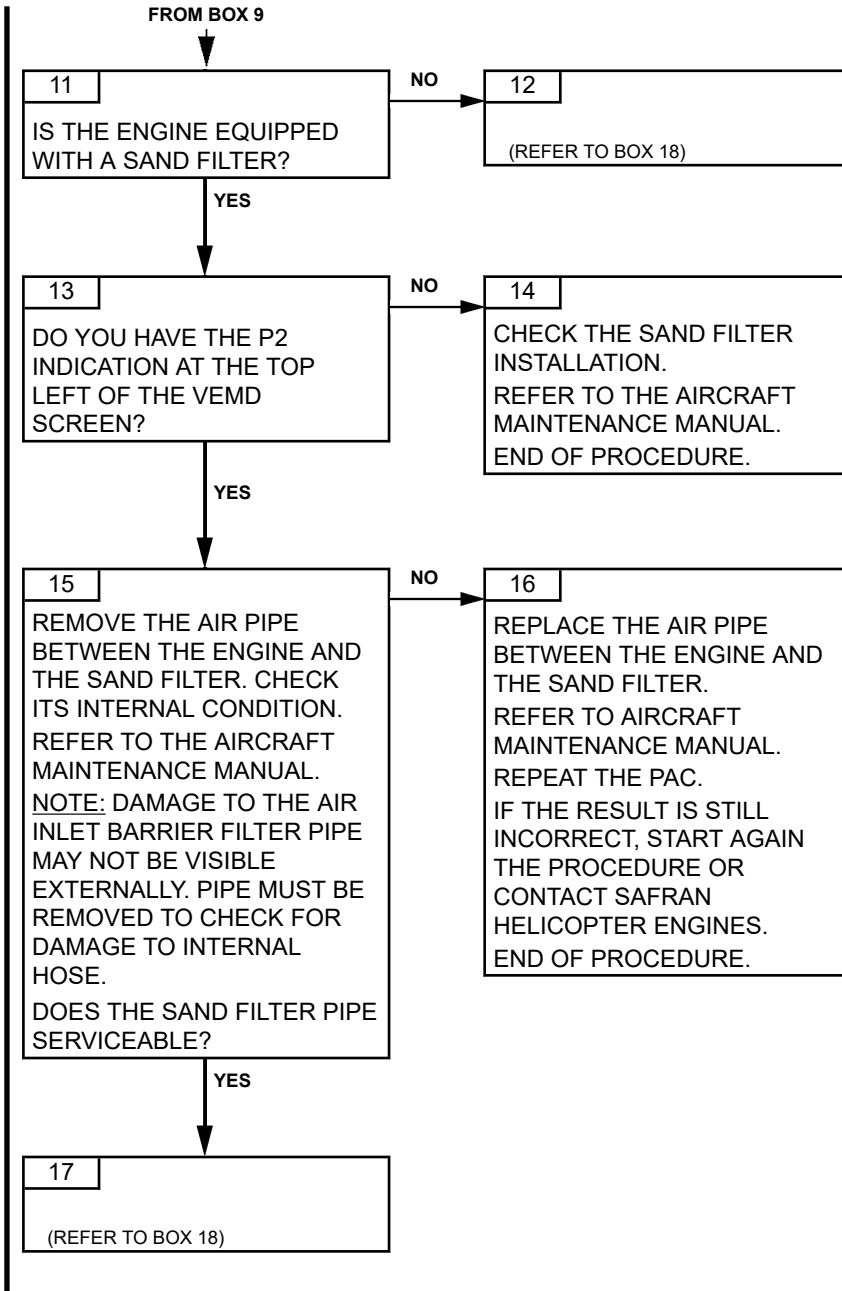 FROM BOX 9
11
IS THE ENGINE EQUIPPED
WITH A SAND FILTER?
NO
12
(REFER TO BOX 18)
YES
13
DO YOU HAVE THE P2
INDICATION AT THE TOP
LEFT OF THE VEMD
SCREEN?
NO
14
CHECK THE SAND FILTER
INSTALLATION.
REFER TO THE AIRCRAFT
MAINTENANCE MANUAL.
END OF PROCEDURE.
YES
15
REMOVE THE AIR PIPE
BETWEEN THE ENGINE AND
THE SAND FILTER. CHECK
ITS INTERNAL CONDITION.
REFER TO THE AIRCRAFT
MAINTENANCE MANUAL.
NOTE: DAMAGE TO THE AIR
INLET BARRIER FILTER PIPE
MAY NOT BE VISIBLE
EXTERNALLY. PIPE MUST BE
REMOVED TO CHECK FOR
DAMAGE TO INTERNAL
HOSE.
DOES THE SAND FILTER PIPE
SERVICEABLE?
NO
16
REPLACE THE AIR PIPE
BETWEEN THE ENGINE AND
THE SAND FILTER.
REFER TO AIRCRAFT
MAINTENANCE MANUAL.
REPEAT THE PAC.
IF THE RESULT IS STILL
INCORRECT, START AGAIN
THE PROCEDURE OR
CONTACT SAFRAN
HELICOPTER ENGINES.
END OF PROCEDURE.
YES
17
(REFER TO BOX 18)